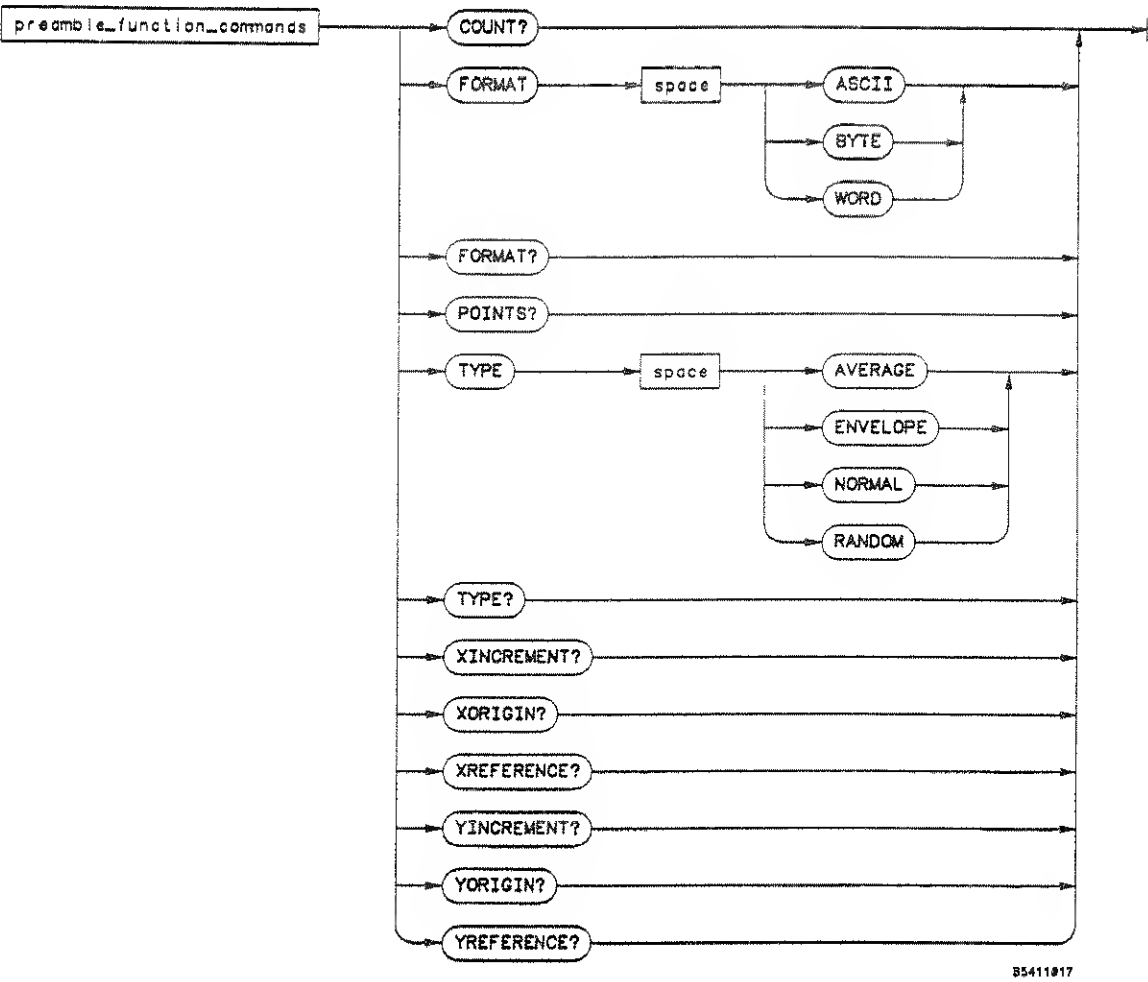 preamble_function_commands
COUNT?
FORMAT space ASCII
BYTE
WORD
FORMAT?
POINTS?
TYPE space AVERAGE
ENVELOPE
NORMAL
RANDOM
TYPE?
XINCREMENT?
XORIGIN?
XREFERENCE?
YINCREMENT?
YORIGIN?
YREFERENCE?